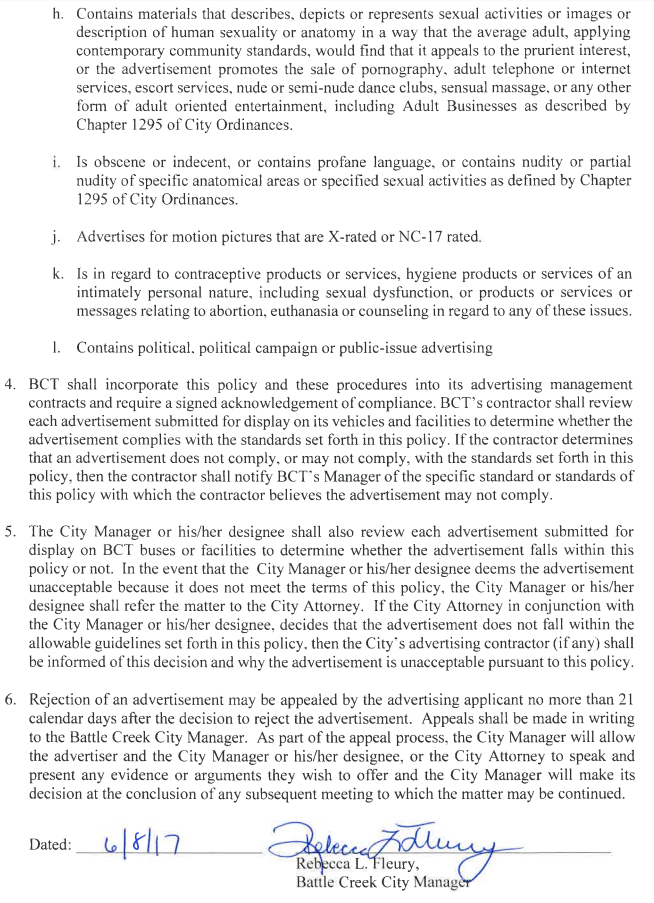 h. Contains materials that describes, depicts or represents sexual activities or images or
description of human sexuality or anatomy in a way that the average adult, applying
contemporary community standards, would find that it appeals to the prurient interest,
or the advertisement promotes the sale of pornography, adult telephone or internet
services, escort services, nude or semi-nude dance clubs, sensual massage, or any other
form of adult oriented entertainment, including Adult Businesses as described by
Chapter 1295 of City Ordinances.
i. Is obscene or indecent, or contains profane language, or contains nudity or partial
nudity of specific anatomical areas or specified sexual activities as defined by Chapter
1295 of City Ordinances.
j. Advertises for motion pictures that are X-rated or NC-17 rated.
k. Is in regard to contraceptive products or services, hygiene products or services of an
intimately personal nature, including sexual dysfunction, or products or services or
messages relating to abortion, euthanasia or counseling in regard to any of these issues.
l. Contains political, political campaign or public-issue advertising
4. BCT shall incorporate this policy and these procedures into its advertising management
contracts and require a signed acknowledgement of compliance. BCT's contractor shall review
each advertisement submitted for display on its vehicles and facilities to determine whether the
advertisement complies with the standards set forth in this policy. If the contractor determines
that an advertisement does not comply, or may not comply, with the standards set forth in this
policy, then the contractor shall notify BCT's Manager of the specific standard or standards of
this policy with which the contractor believes the advertisement may not comply.
5. The City Manager or his/her designee shall also review each advertisement submitted for
display on BCT buses or facilities to determine whether the advertisement falls within this
policy or not. In the event that the City Manager or his/her designee deems the advertisement
unacceptable because it does not meet the terms of this policy, the City Manager or his/her
designee shall refer the matter to the City Attorney. If the City Attorney in conjunction with
the City Manager or his/her designee, decides that the advertisement does not fall within the
allowable guidelines set forth in this policy, then the City's advertising contractor (if any) shall
be informed of this decision and why the advertisement is unacceptable pursuant to this policy.
6. Rejection of an advertisement may be appealed by the advertising applicant no more than 21
calendar days after the decision to reject the advertisement. Appeals shall be made in writing
to the Battle Creek City Manager. As part of the appeal process, the City Manager will allow
the advertiser and the City Manager or his/her designee, or the City Attorney to speak and
present any evidence or arguments they wish to offer and the City Manager will make its
decision at the conclusion of any subsequent meeting to which the matter may be continued.
Dated: 6/8/17 Rebecca L Fleury
Rebecca L. Fleury,
Battle Creek City Manager